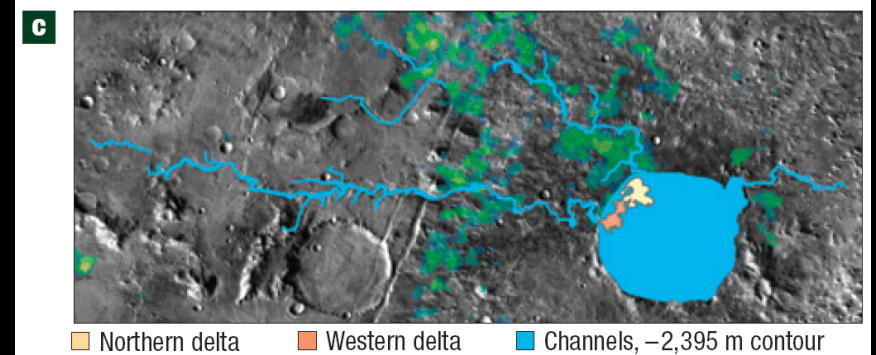 C
Northern delta
Western delta
Channels, −2,395 m contour